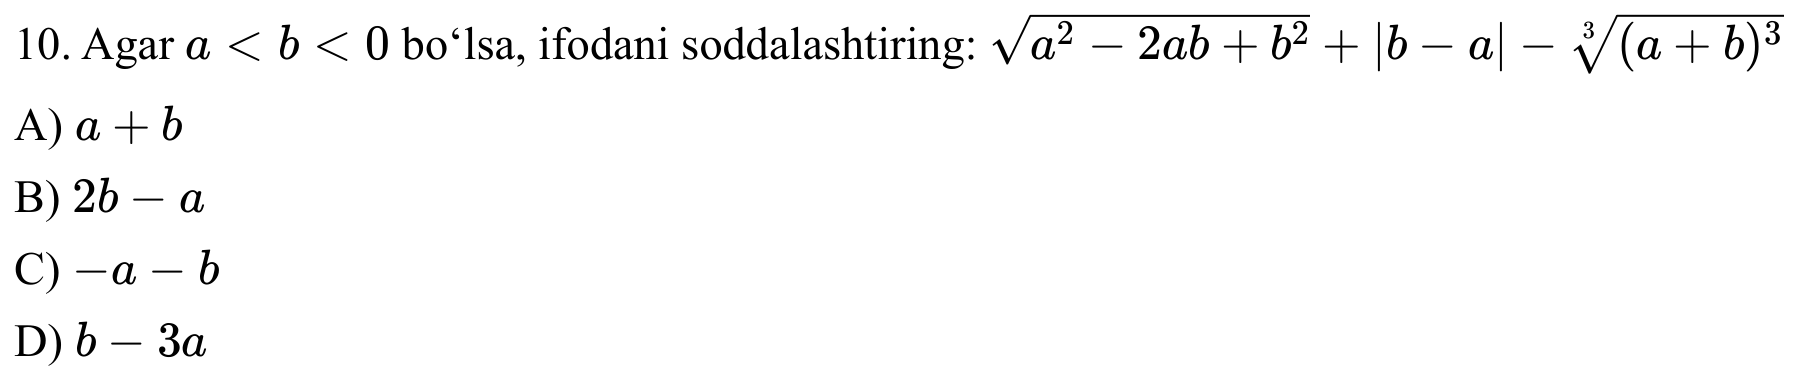 10. Agar a < b < 0 bo‘lsa, ifodani soddalashtiring: √(a² − 2ab + b²) + |b − a| − ∛((a + b)³)
A) a + b
B) 2b − a
C) −a − b
D) b − 3a